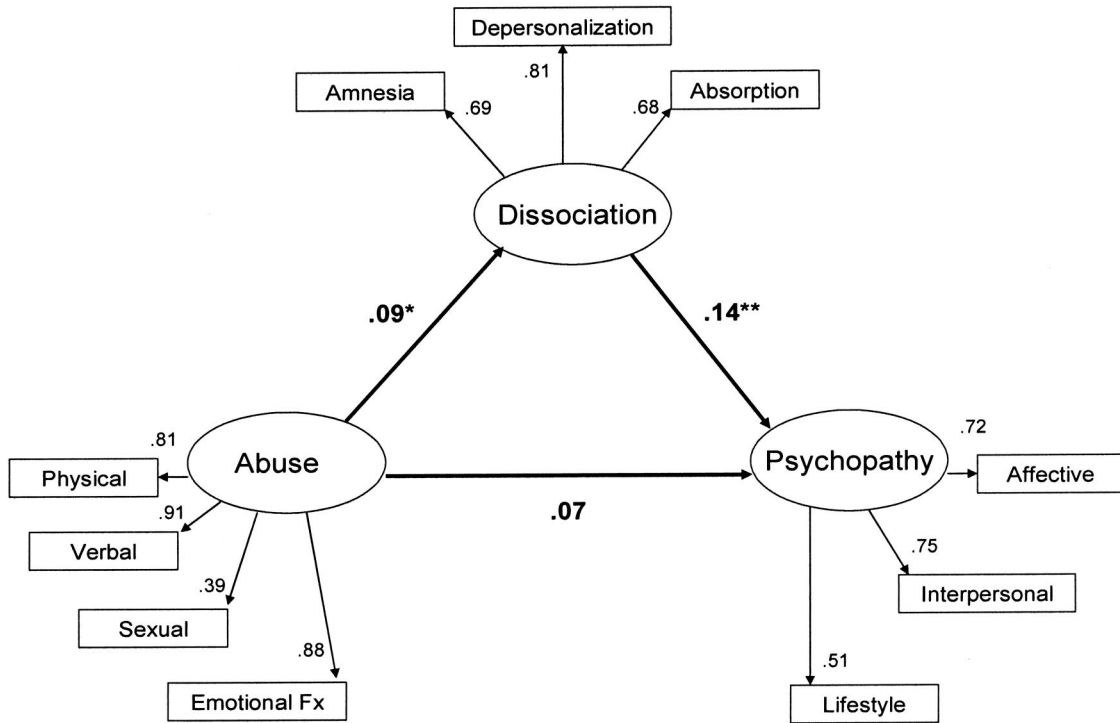 Depersonalization
.81
Amnesia
.69
Absorption
.68
Dissociation
.09*
.14**
Abuse
.81
Physical
.91
Verbal
.39
Sexual
.88
Emotional Fx
.07
Psychopathy
.72
Affective
.75
Interpersonal
.51
Lifestyle